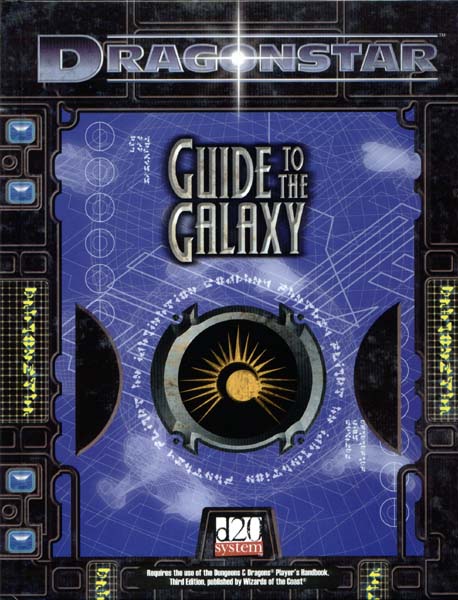 DRAGONSTAR™
GUIDE TO
THE
GALAXY
d20
system
Requires the use of the Dungeons & Dragons® Player's Handbook,
Third Edition, published by Wizards of the Coast®